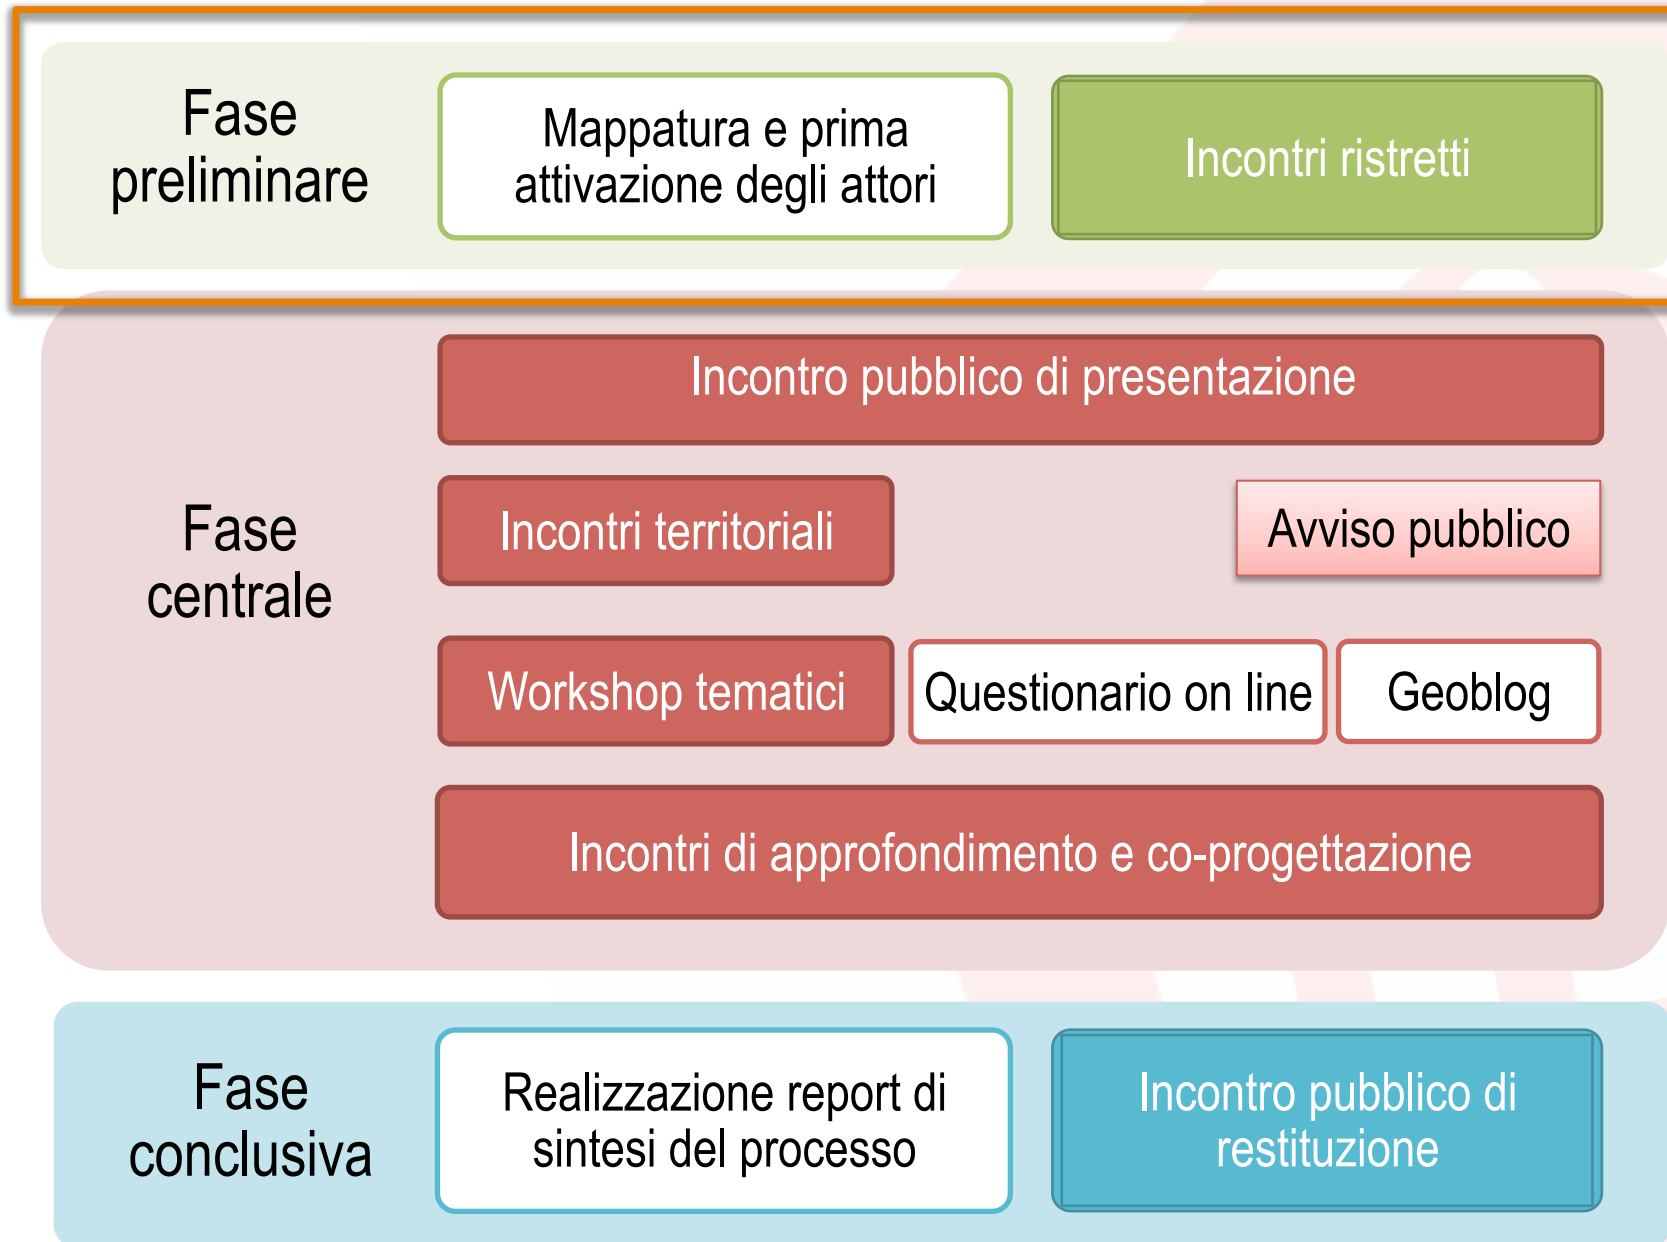 Fase
preliminare
Mappatura e prima
attivazione degli attori
Incontri ristretti
Fase
centrale
Incontro pubblico di presentazione
Incontri territoriali
Avviso pubblico
Workshop tematici
Questionario on line
Geoblog
Incontri di approfondimento e co-progettazione
Fase
conclusiva
Realizzazione report di
sintesi del processo
Incontro pubblico di
restituzione